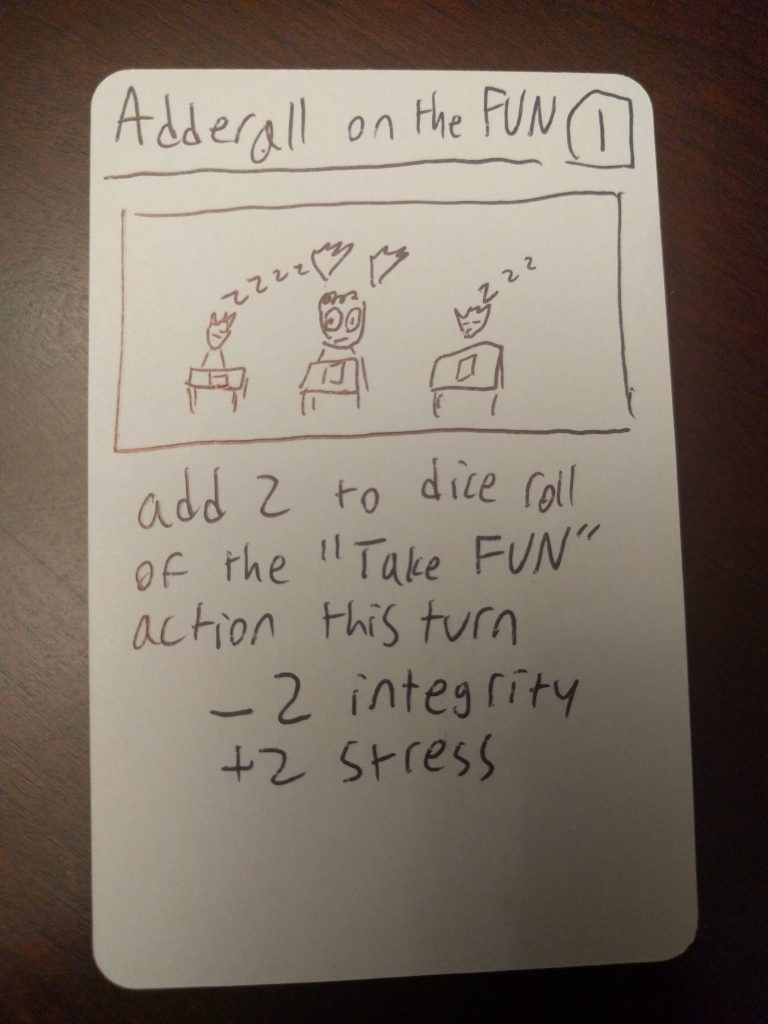 Adderall on the FUN 1
zzzz
zzz
add 2 to dice roll
of the "Take FUN"
action this turn
- 2 integrity
+2 stress